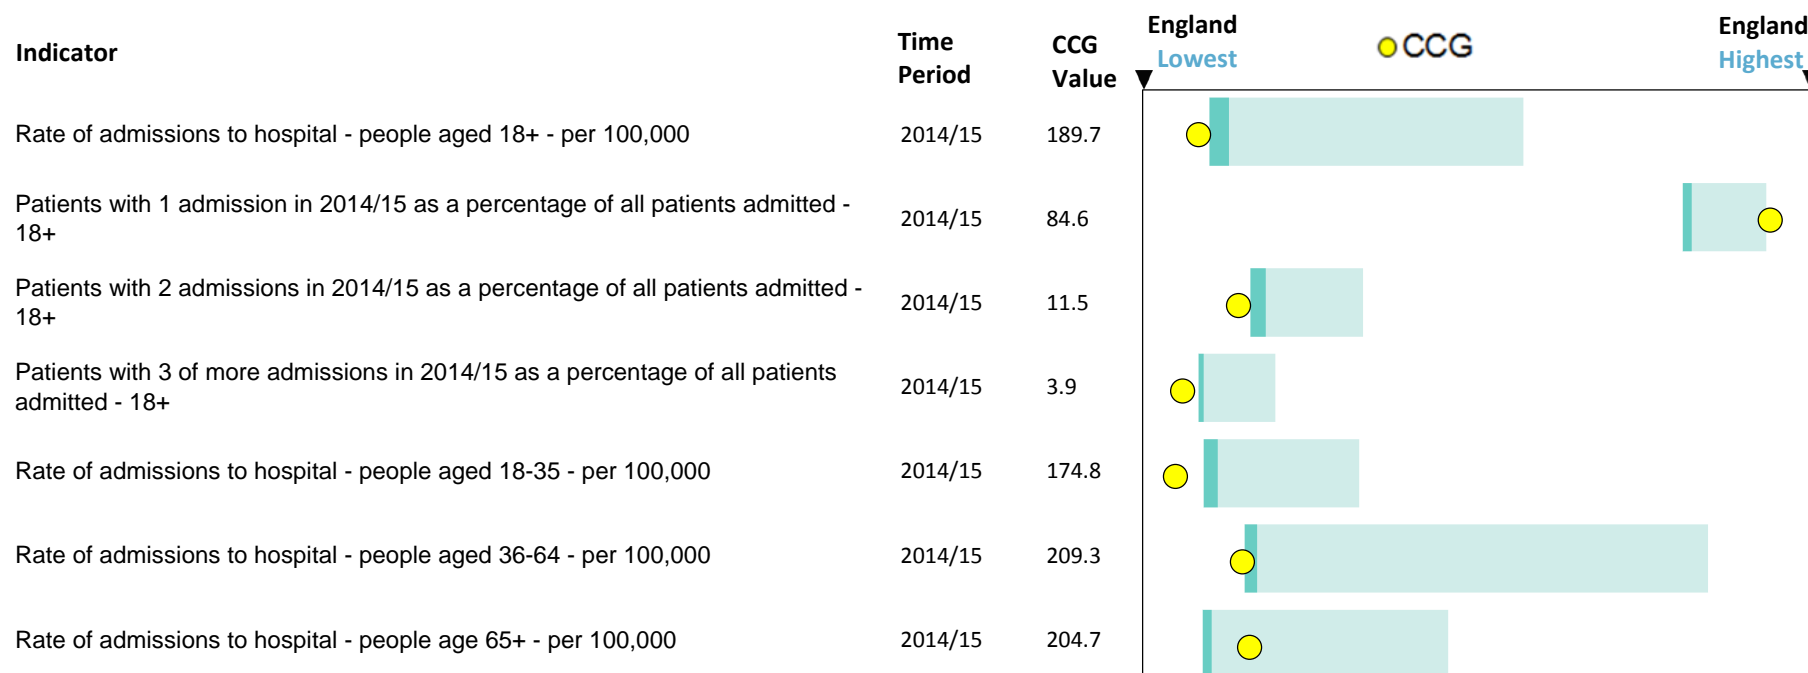 Indicator
Time
Period
CCG
Value
England
Lowest
CCG
England
Highest
Rate of admissions to hospital - people aged 18+ - per 100,000 2014/15 189.7
Patients with 1 admission in 2014/15 as a percentage of all patients admitted -
18+
2014/15 84.6
Patients with 2 admissions in 2014/15 as a percentage of all patients admitted -
18+
2014/15 11.5
Patients with 3 of more admissions in 2014/15 as a percentage of all patients
admitted - 18+
2014/15 3.9
Rate of admissions to hospital - people aged 18-35 - per 100,000 2014/15 174.8
Rate of admissions to hospital - people aged 36-64 - per 100,000 2014/15 209.3
Rate of admissions to hospital - people age 65+ - per 100,000 2014/15 204.7